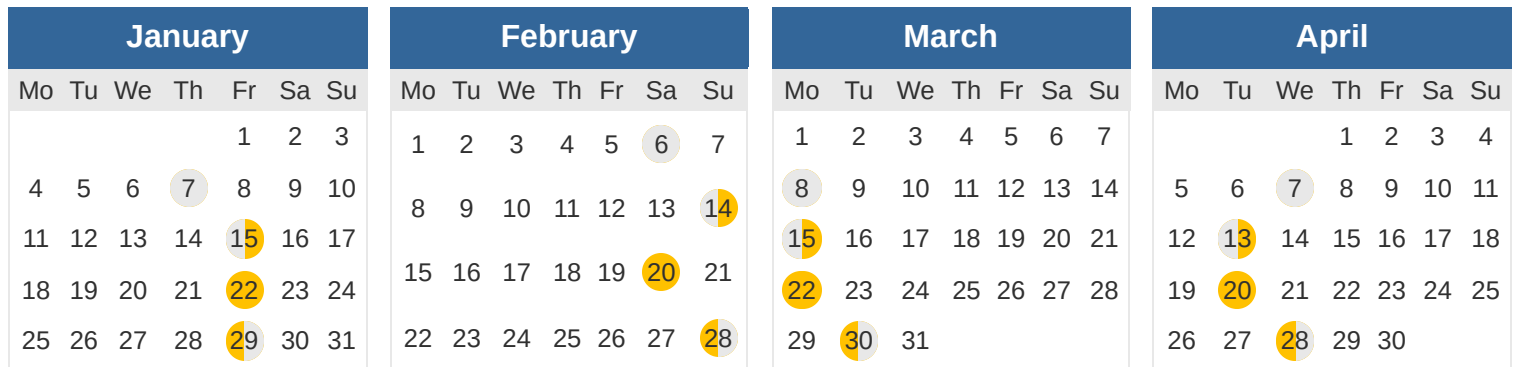 January
Mo Tu We Th Fr Sa Su
1 2 3
4 5 6 7 8 9 10
11 12 13 14 15 16 17
18 19 20 21 22 23 24
25 26 27 28 29 30 31
February
Mo Tu We Th Fr Sa Su
1 2 3 4 5 6 7
8 9 10 11 12 13 14
15 16 17 18 19 20 21
22 23 24 25 26 27 28
March
Mo Tu We Th Fr Sa Su
1 2 3 4 5 6 7
8 9 10 11 12 13 14
15 16 17 18 19 20 21
22 23 24 25 26 27 28
29 30 31
April
Mo Tu We Th Fr Sa Su
1 2 3 4
5 6 7 8 9 10 11
12 13 14 15 16 17 18
19 20 21 22 23 24 25
26 27 28 29 30